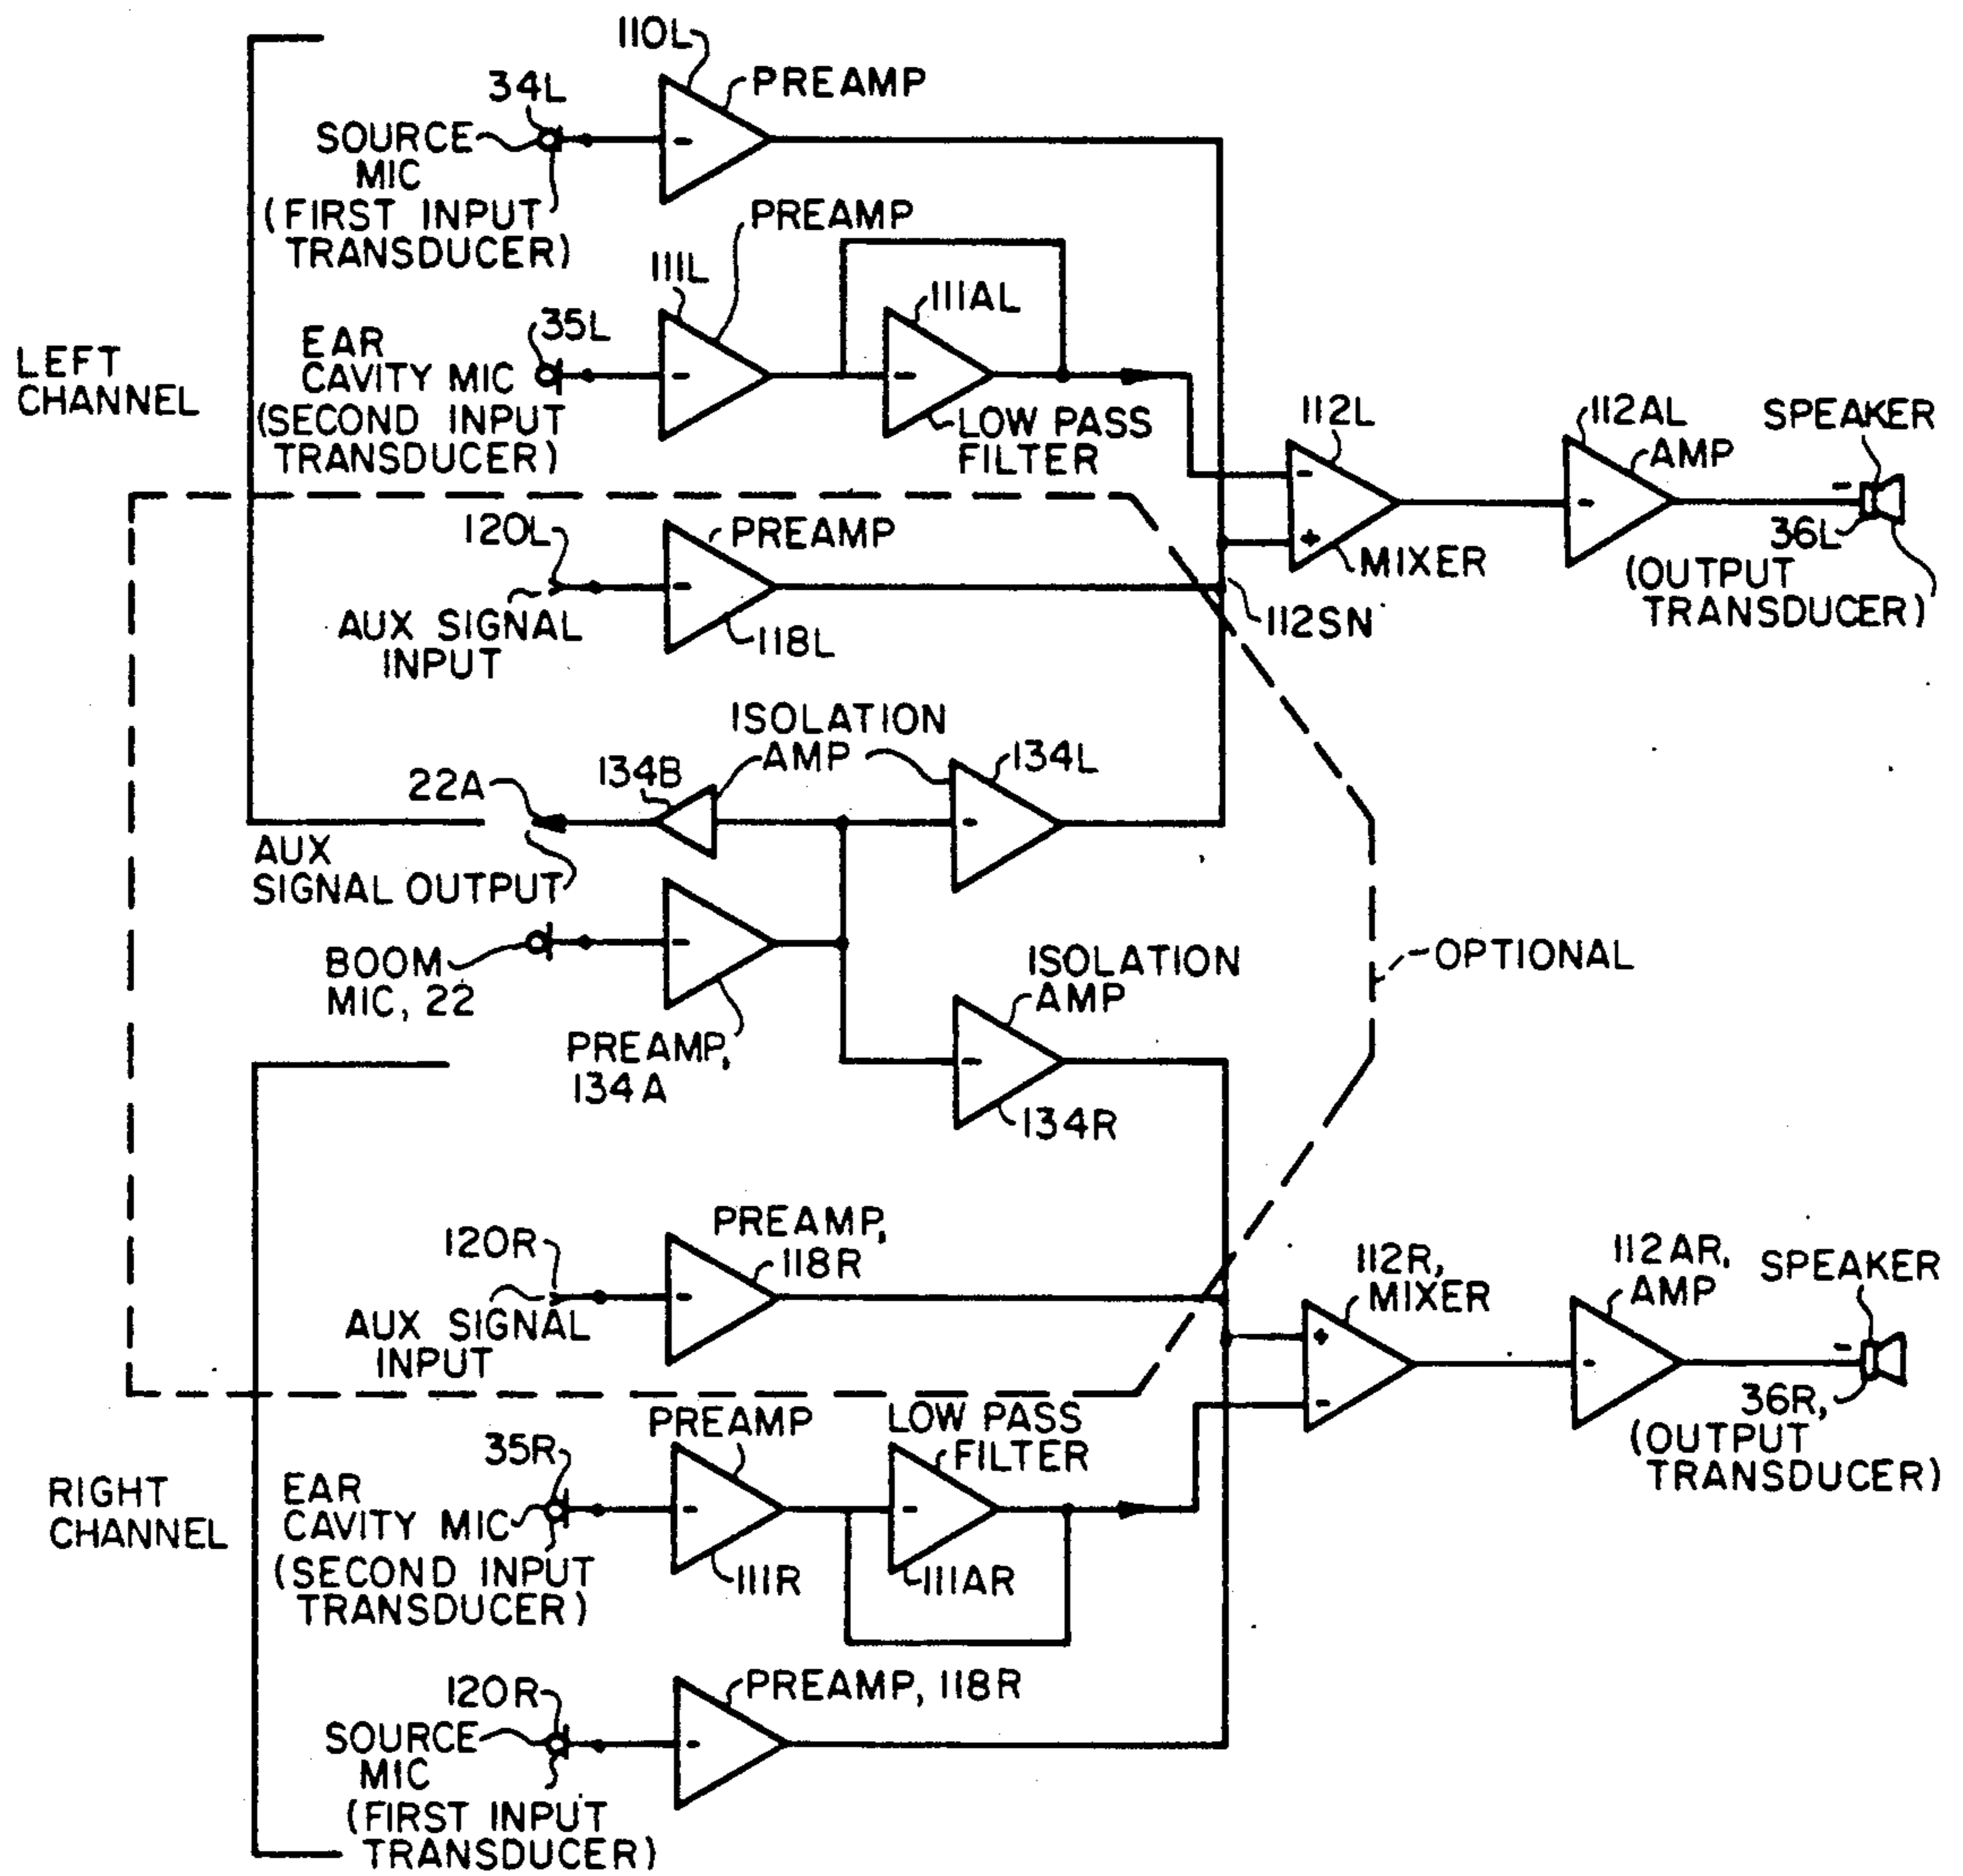 110L
PREAMP
34L
SOURCE
MIC
(FIRST INPUT
TRANSDUCER)
PREAMP
111L
111AL
35L
EAR
CAVITY MIC
(SECOND INPUT
TRANSDUCER)
LEFT
CHANNEL
LOW PASS
FILTER
112L
-
+
MIXER
112AL
AMP
SPEAKER
-
36L
(OUTPUT
TRANSDUCER)
120L
PREAMP
AUX SIGNAL
INPUT
118L
112SN
ISOLATION
AMP
134L
134B
22A
AUX
SIGNAL OUTPUT
BOOM
MIC, 22
PREAMP,
134A
ISOLATION
AMP
134R
OPTIONAL
120R
PREAMP,
118R
AUX SIGNAL
INPUT
112R,
MIXER
+
-
112AR,
AMP
SPEAKER
-
36R,
(OUTPUT
TRANSDUCER)
PREAMP
LOW PASS
FILTER
35R
EAR
CAVITY MIC
(SECOND INPUT
TRANSDUCER)
RIGHT
CHANNEL
111R
111AR
120R
PREAMP, 118R
SOURCE
MIC
(FIRST INPUT
TRANSDUCER)